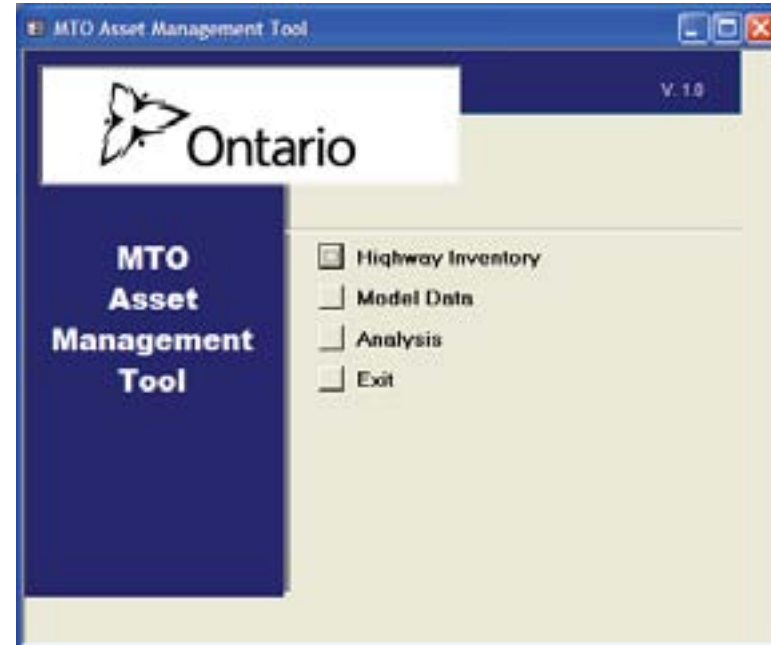 MTO Asset Management Tool
V. 1.0
Ontario
MTO
Asset
Management
Tool
Highway Inventory
Model Data
Analysis
Exit